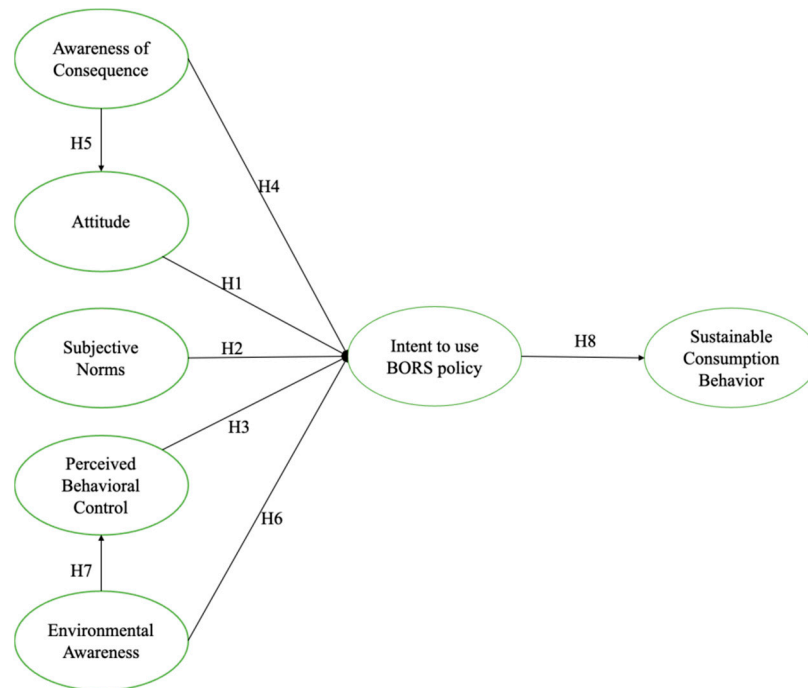 Awareness of
Consequence
H5
H4
Attitude
H1
Subjective
Norms
H2
Intent to use
BORS policy
H8
Sustainable
Consumption
Behavior
H3
Perceived
Behavioral
Control
H6
H7
Environmental
Awareness